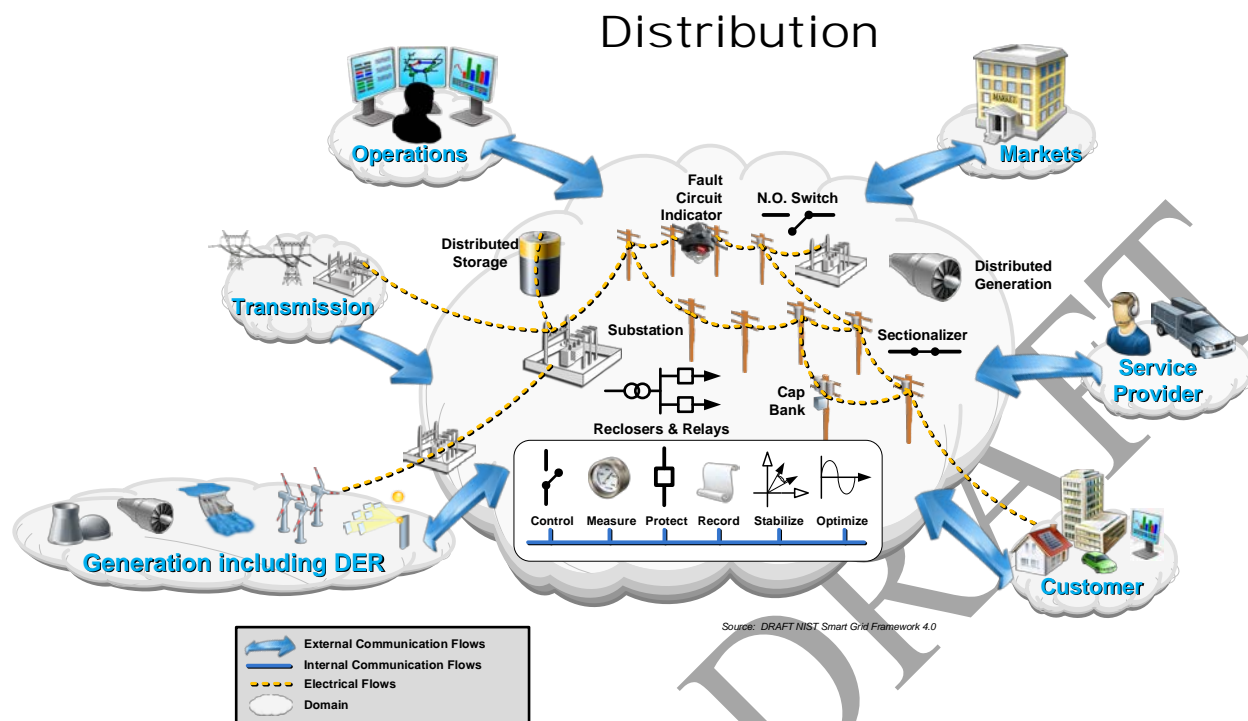 Distribution
Operations
MARKET
Markets
Fault
Circuit
Indicator
N.O. Switch
Distributed
Storage
Distributed
Generation
Transmission
Substation
Sectionalizer
Service
Provider
Cap
Bank
Reclosers & Relays
Control
Measure
Protect
Record
Stabilize
Optimize
Generation including DER
Customer
Source: DRAFT NIST Smart Grid Framework 4.0
External Communication Flows
Internal Communication Flows
Electrical Flows
Domain
DRAFT